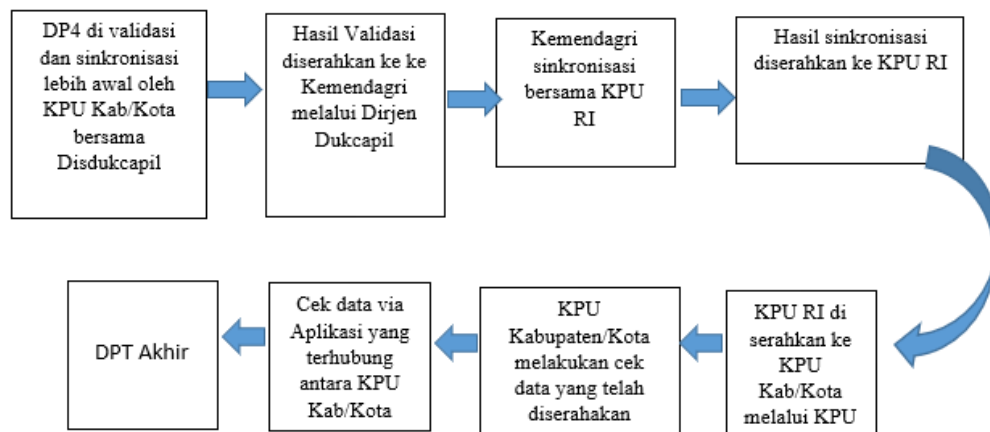 DP4 di validasi
dan sinkronisasi
lebih awal oleh
KPU Kab/Kota
bersama
Disdukcapil
Hasil Validasi
diserahkan ke ke
Kemendagri
melalui Dirjen
Dukcapil
Kemendagri
sinkronisasi
bersama KPU
RI
Hasil sinkronisasi
diserahkan ke KPU RI
KPU RI di
serahkan ke
KPU
Kab/Kota
melalui KPU
KPU
Kabupaten/Kota
melakukan cek
data yang telah
diserahakan
Cek data via
Aplikasi yang
terhubung
antara KPU
Kab/Kota
DPT Akhir